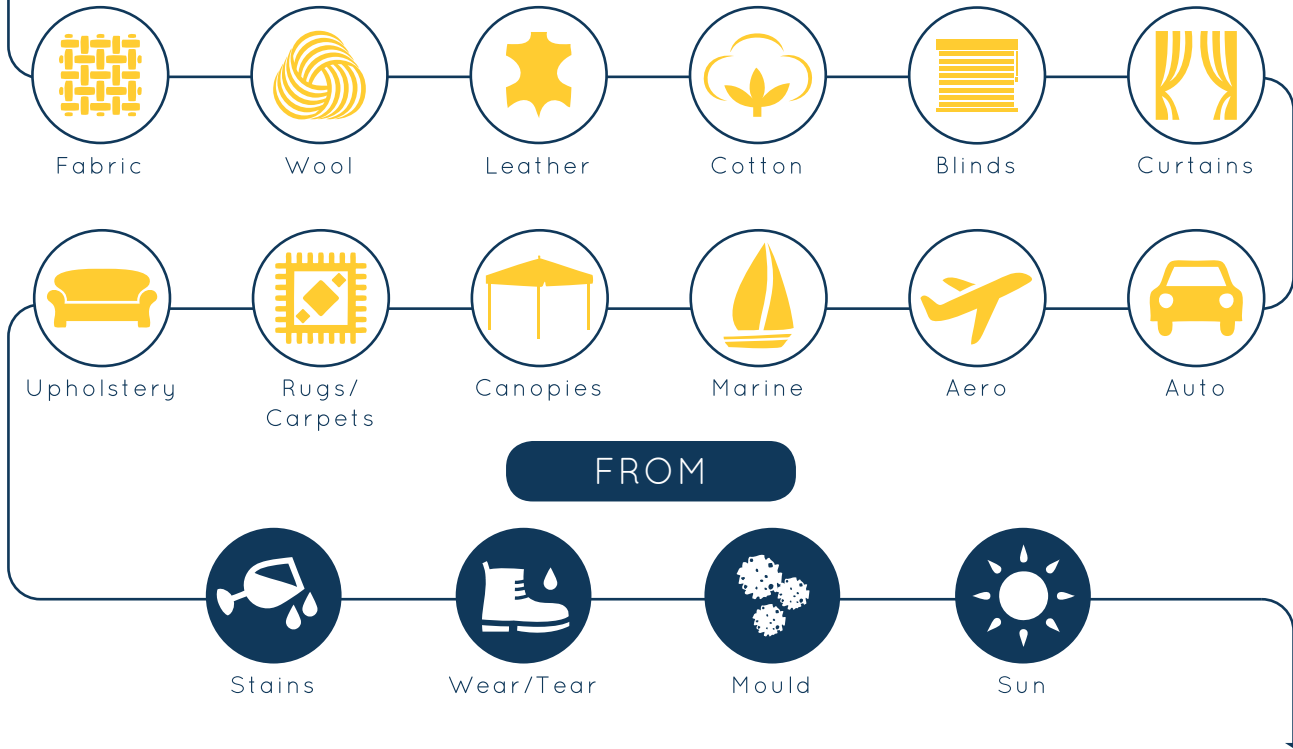 Fabric
Wool
Leather
Cotton
Blinds
Curtains
Upholstery
Rugs/
Carpets
Canopies
Marine
Aero
Auto
FROM
Stains
Wear/Tear
Mould
Sun